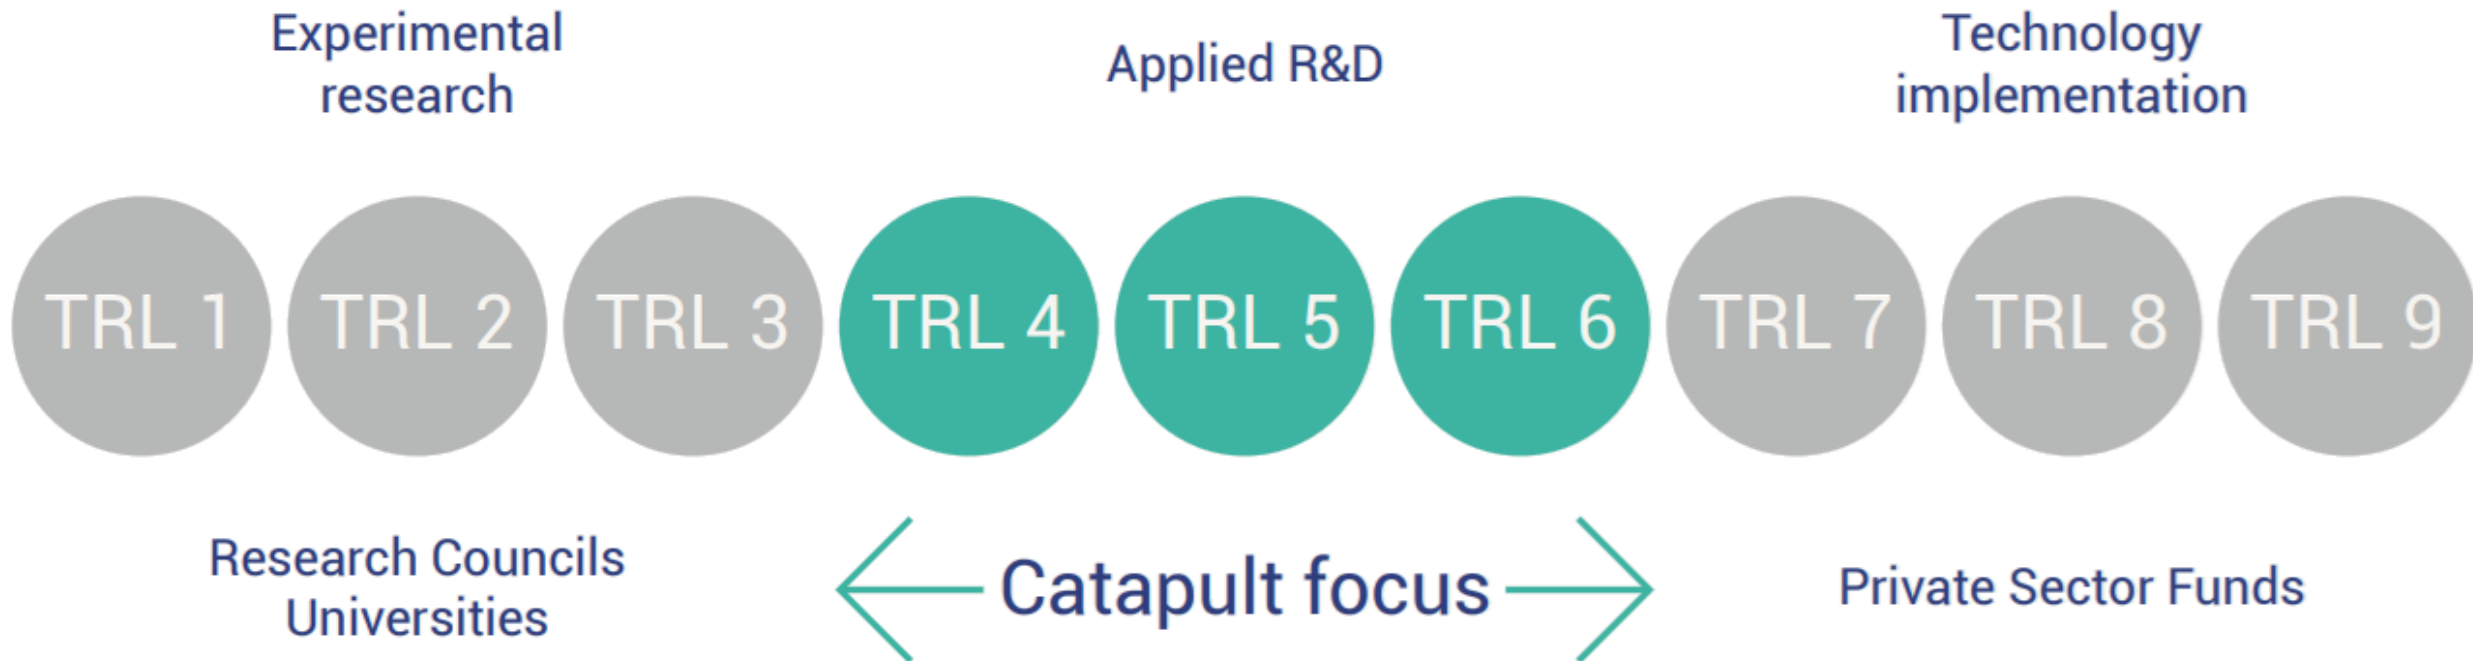 Experimental
research
Applied R&D
Technology
implementation
TRL 1
TRL 2
TRL 3
TRL 4
TRL 5
TRL 6
TRL 7
TRL 8
TRL 9
Research Councils
Universities
Catapult focus
Private Sector Funds